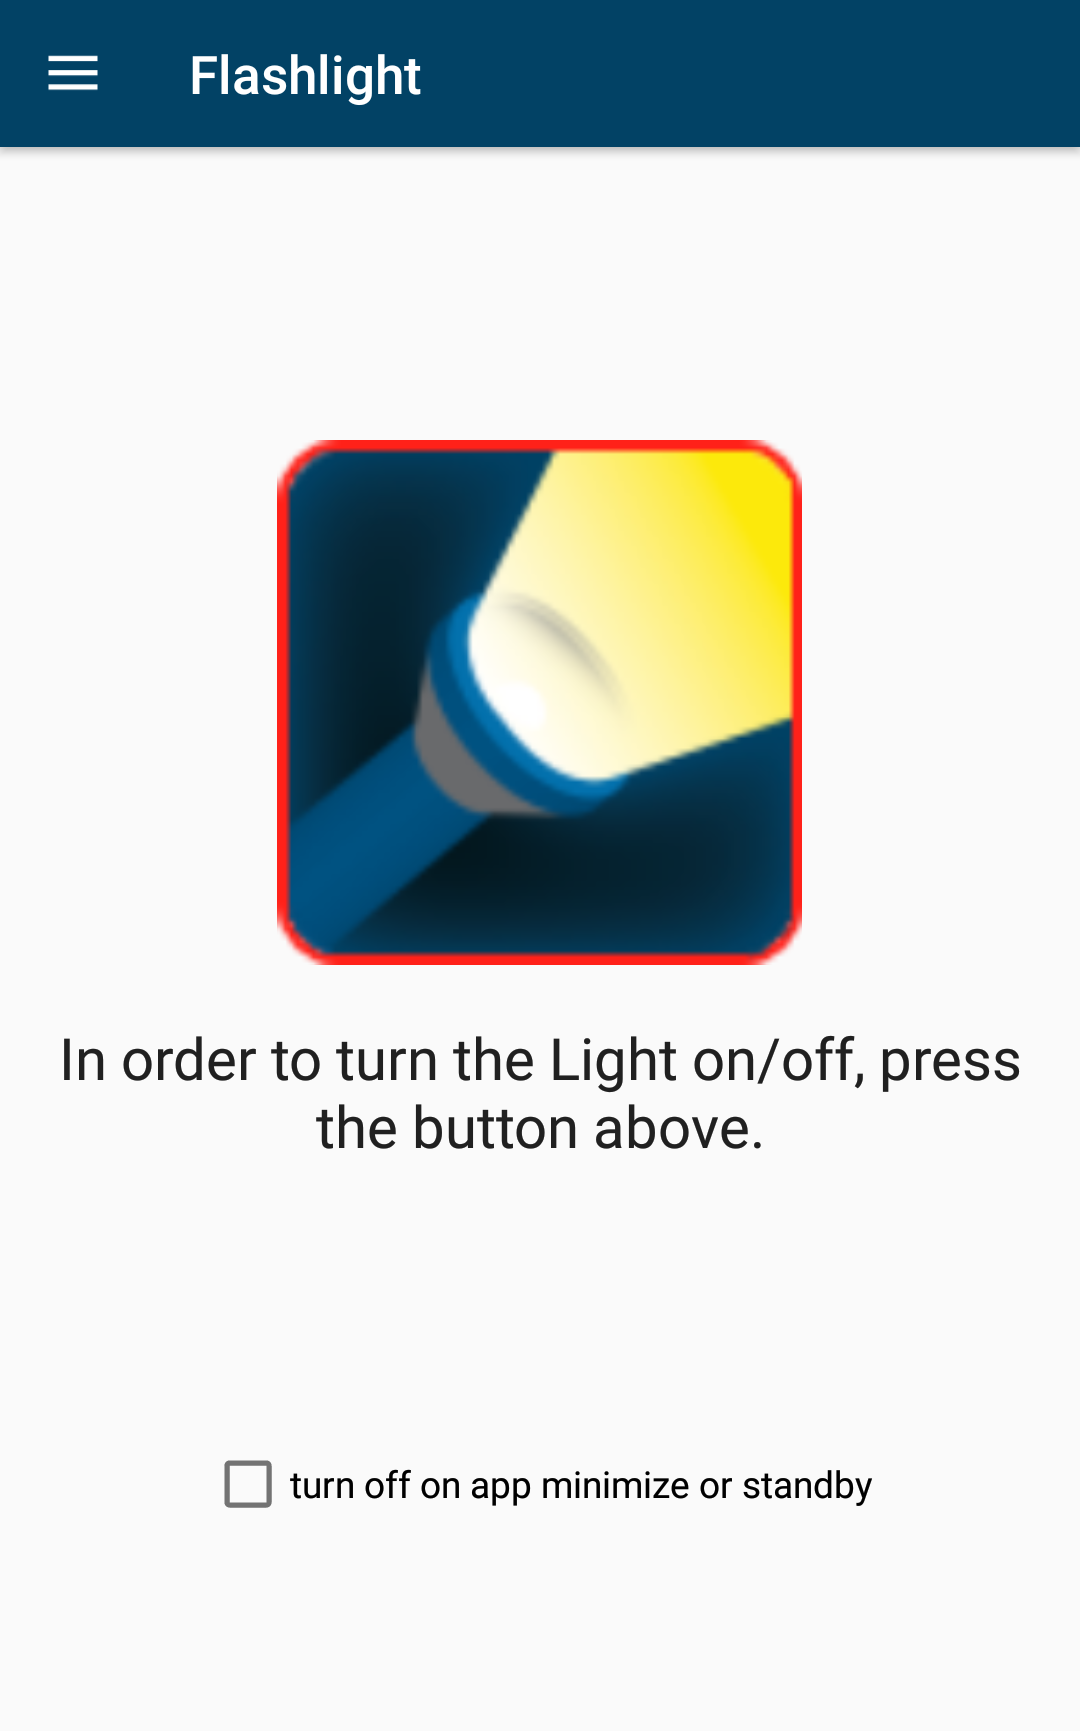 Flashlight
In order to turn the Light on/off, press
the button above.
turn off on app minimize or standby